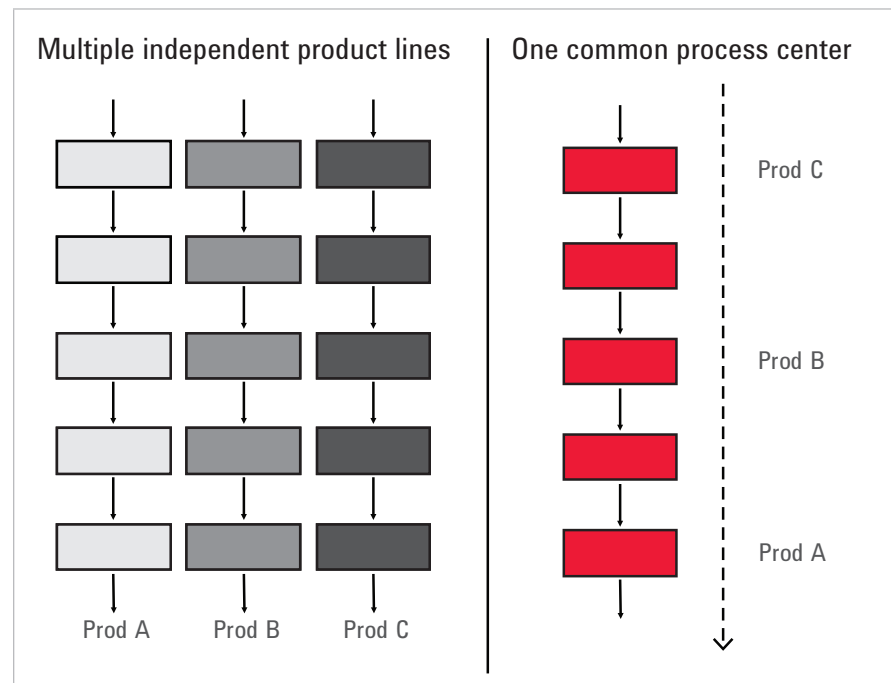 Multiple independent product lines
Prod A Prod B Prod C
One common process center
Prod C
Prod B
Prod A